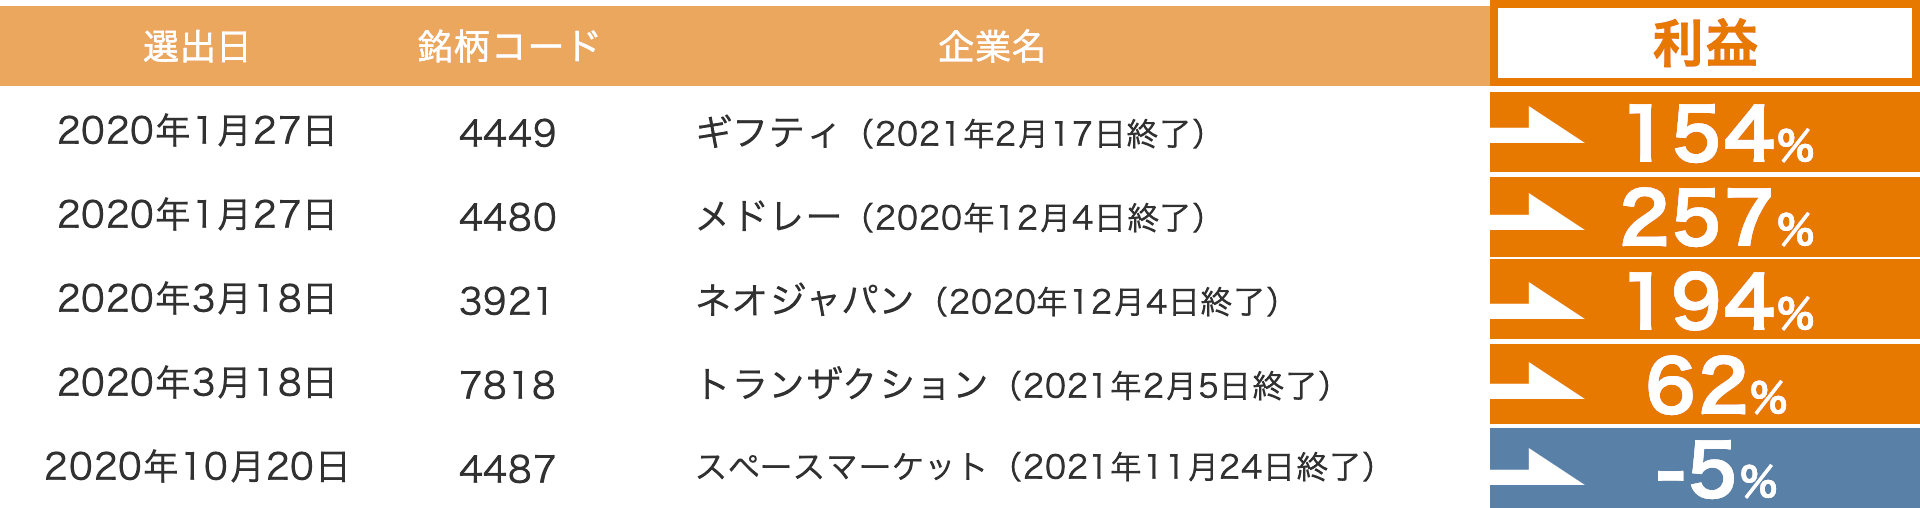 選出日 銘柄コード 企業名 利益
2020年1月27日 4449 ギフティ（2021年2月17日終了） 154%
2020年1月27日 4480 メドレー（2020年12月4日終了） 257%
2020年3月18日 3921 ネオジャパン（2020年12月4日終了） 194%
2020年3月18日 7818 トランザクション（2021年2月5日終了） 62%
2020年10月20日 4487 スペースマーケット（2021年11月24日終了） -5%